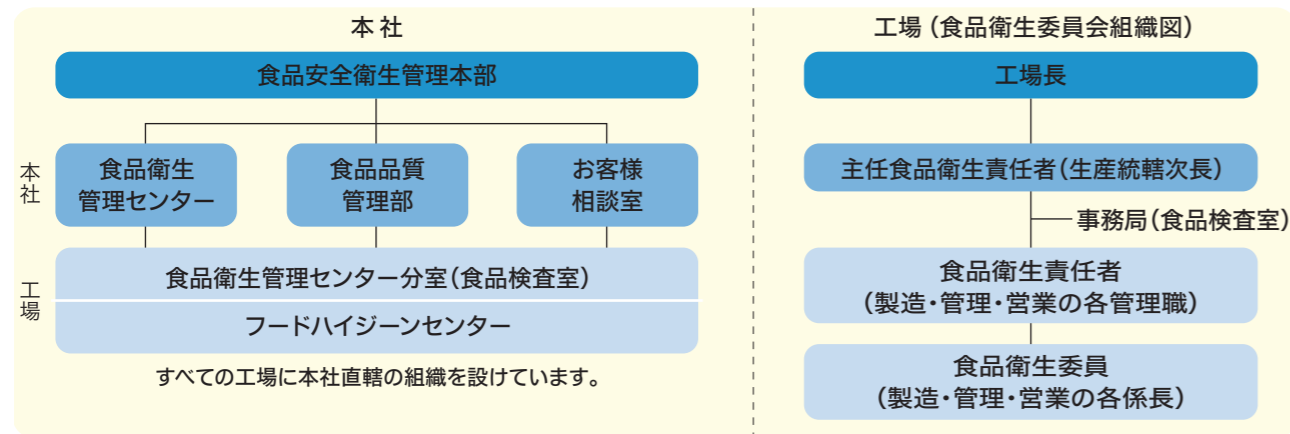 本社
食品安全衛生管理本部
本社
食品衛生
管理センター
食品品質
管理部
お客様
相談室
工場
食品衛生管理センター分室（食品検査室）
フードハイジーンセンター
すべての工場に本社直轄の組織を設けています。
工場（食品衛生委員会組織図）
工場長
主任食品衛生責任者（生産統轄次長）
事務局（食品検査室）
食品衛生責任者
（製造・管理・営業の各管理職）
食品衛生委員
（製造・管理・営業の各係長）